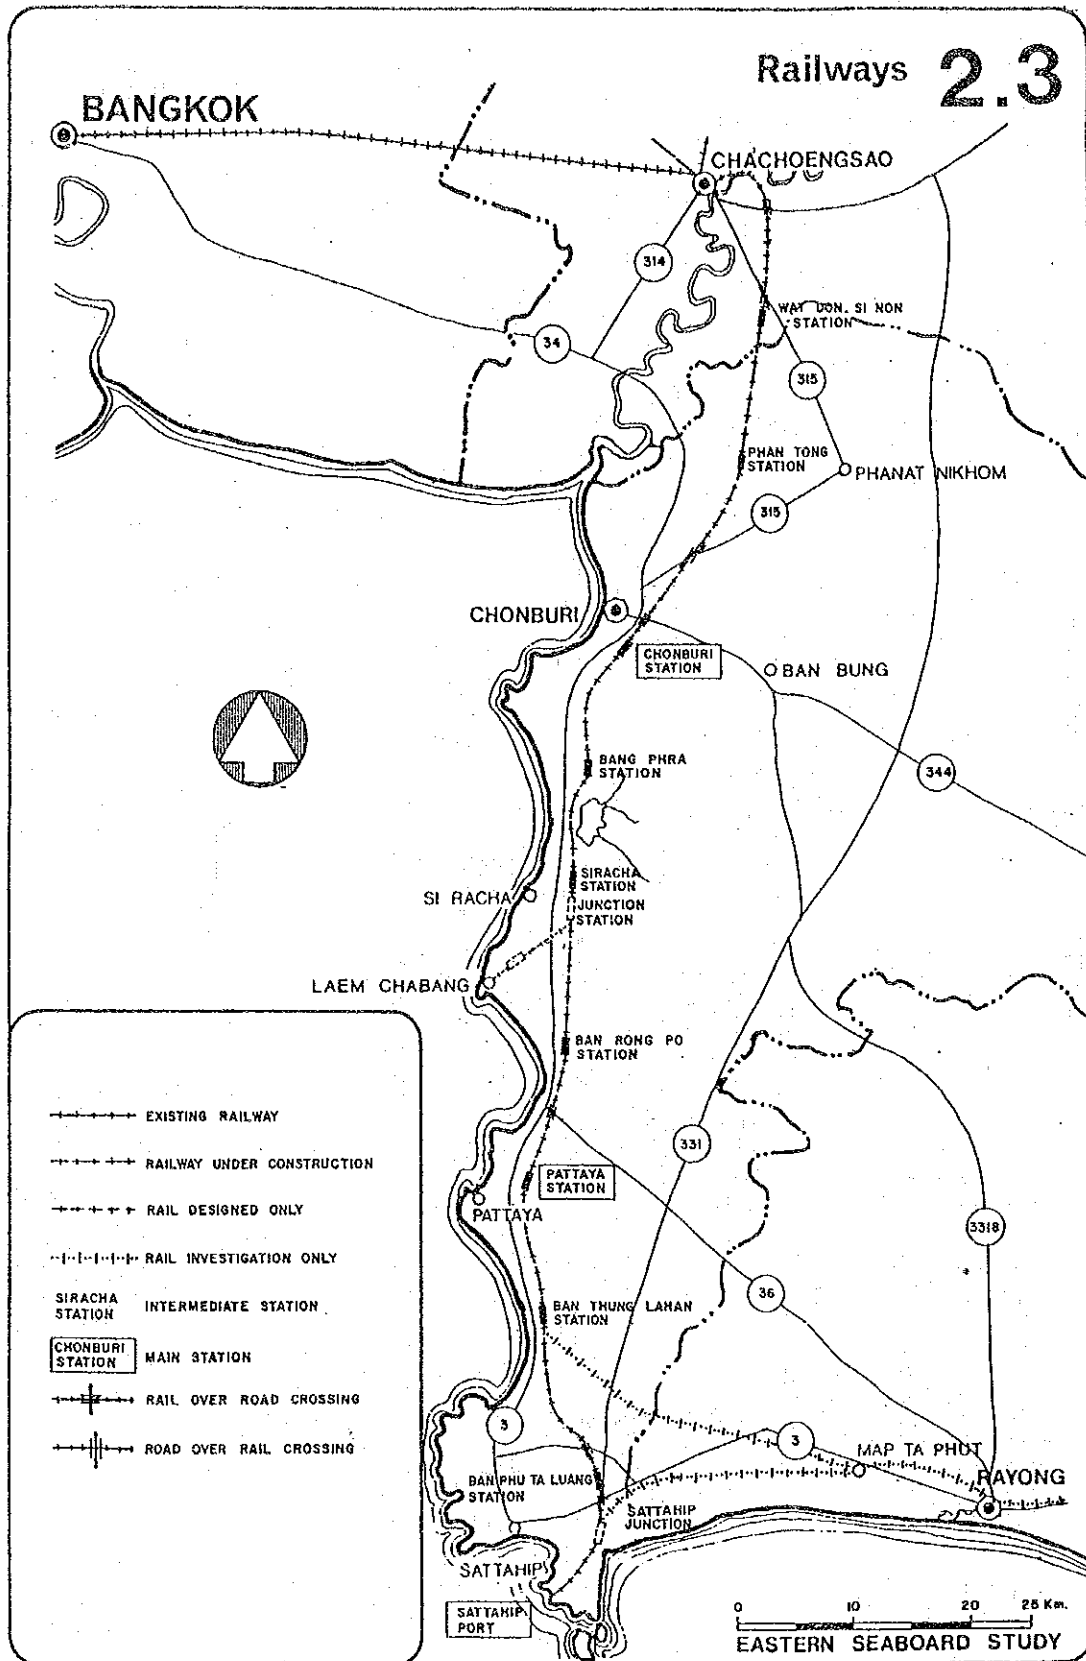 Railways 2.3
BANGKOK
CHACHOENGSAO
314
WAT DON. SI NON
STATION
34
315
PHAN TONG
STATION
PHANAT NIKHOM
315
CHONBURI
CHONBURI
STATION
BAN BUNG
BANG PHRA
STATION
344
SIRACHA
STATION
SI RACHA
JUNCTION
STATION
LAEM CHABANG
BAN RONG PO
STATION
331
PATTAYA
STATION
PATTAYA
3318
36
BAN THUNG LAHAN
STATION
3
3
MAP TA PHUT
RAYONG
BAN PHU TA LUANG
STATION
SATTAHIP
JUNCTION
SATTAHIP
SATTAHIP
PORT
EXISTING RAILWAY
RAILWAY UNDER CONSTRUCTION
RAIL DESIGNED ONLY
RAIL INVESTIGATION ONLY
SIRACHA
STATION
INTERMEDIATE STATION
CHONBURI
STATION
MAIN STATION
RAIL OVER ROAD CROSSING
ROAD OVER RAIL CROSSING
0 10 25 Km.
EASTERN SEABOARD STUDY